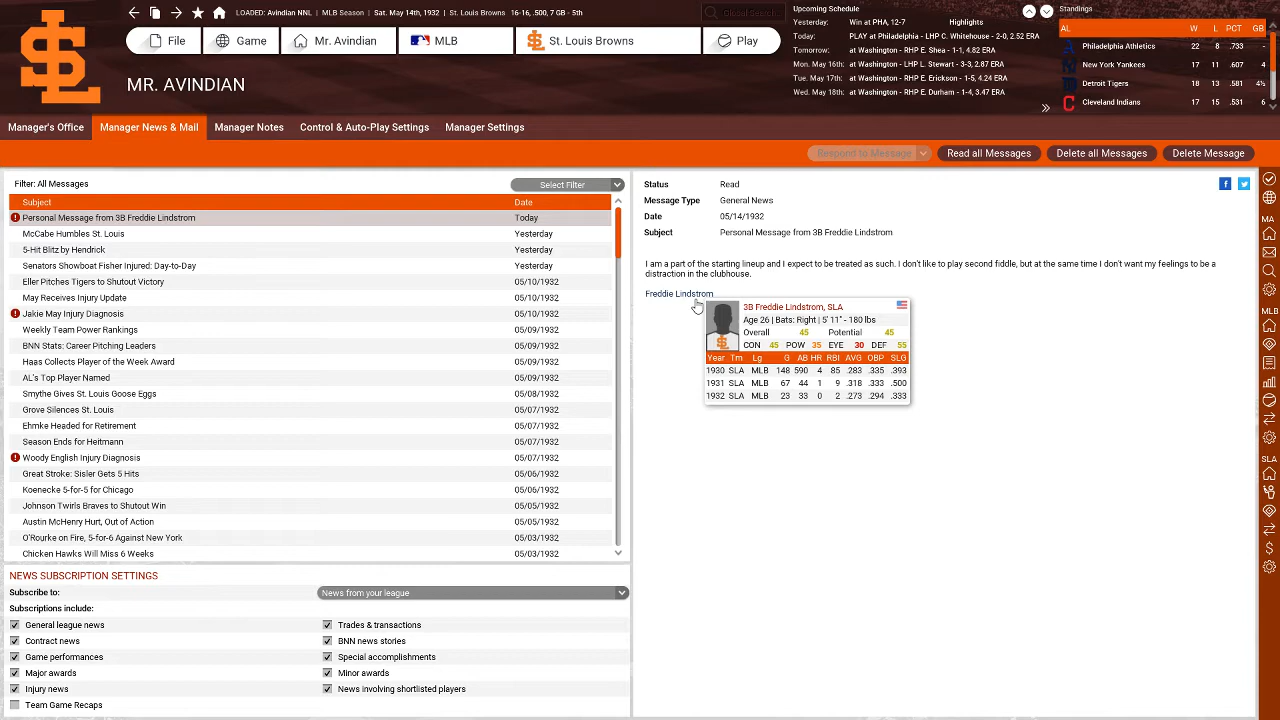 LOADED: Avindian NNL | MLB Season | Sat. May 14th, 1932 | St. Louis Browns 16-16, .500, 7 GB - 5th
Global Search...
File
Game
Mr. Avindian
MLB
St. Louis Browns
Play
Upcoming Schedule
Yesterday: Win at PHA, 12-7 Highlights
Today: PLAY at Philadelphia - LHP C. Whitehouse - 2-0, 2.52 ERA
Tomorrow: at Washington - RHP E. Shea - 1-1, 4.82 ERA
Mon. May 16th: at Washington - LHP L. Stewart - 3-3, 2.87 ERA
Tue. May 17th: at Washington - RHP E. Erickson - 1-5, 4.24 ERA
Wed. May 18th: at Washington - RHP E. Durham - 1-4, 3.47 ERA
Standings
AL W L PCT GB
Philadelphia Athletics 22 8 .733 -
New York Yankees 17 11 .607 4
Detroit Tigers 18 13 .581 4½
Cleveland Indians 17 15 .531 6
MR. AVINDIAN
Manager's Office
Manager News & Mail
Manager Notes
Control & Auto-Play Settings
Manager Settings
Respond to Message
Read all Messages
Delete all Messages
Delete Message
Filter: All Messages
Select Filter
Subject Date
Personal Message from 3B Freddie Lindstrom Today
McCabe Humbles St. Louis Yesterday
5-Hit Blitz by Hendrick Yesterday
Senators Showboat Fisher Injured: Day-to-Day Yesterday
Eller Pitches Tigers to Shutout Victory 05/10/1932
May Receives Injury Update 05/10/1932
Jakie May Injury Diagnosis 05/10/1932
Weekly Team Power Rankings 05/09/1932
BNN Stats: Career Pitching Leaders 05/09/1932
Haas Collects Player of the Week Award 05/09/1932
AL's Top Player Named 05/09/1932
Smythe Gives St. Louis Goose Eggs 05/08/1932
Grove Silences St. Louis 05/07/1932
Ehmke Headed for Retirement 05/07/1932
Season Ends for Heitmann 05/07/1932
Woody English Injury Diagnosis 05/07/1932
Great Stroke: Sisler Gets 5 Hits 05/06/1932
Koenecke 5-for-5 for Chicago 05/06/1932
Johnson Twirls Braves to Shutout Win 05/05/1932
Austin McHenry Hurt, Out of Action 05/05/1932
O'Rourke on Fire, 5-for-6 Against New York 05/03/1932
Chicken Hawks Will Miss 6 Weeks 05/03/1932
Status Read
Message Type General News
Date 05/14/1932
Subject Personal Message from 3B Freddie Lindstrom
I am a part of the starting lineup and I expect to be treated as such. I don't like to play second fiddle, but at the same time I don't want my feelings to be a
distraction in the clubhouse.
Freddie Lindstrom
3B Freddie Lindstrom, SLA
Age 26 | Bats: Right | 5' 11" - 180 lbs
Overall 45 Potential 45
CON 45 POW 35 EYE 30 DEF 55
Year Tm Lg G AB HR RBI AVG OBP SLG
1930 SLA MLB 148 590 4 85 .283 .335 .393
1931 SLA MLB 67 44 1 9 .318 .333 .500
1932 SLA MLB 23 33 0 2 .273 .294 .333
NEWS SUBSCRIPTION SETTINGS
Subscribe to: News from your league
Subscriptions include:
General league news Trades & transactions
Contract news BNN news stories
Game performances Special accomplishments
Major awards Minor awards
Injury news News involving shortlisted players
Team Game Recaps
MA
MLB
SLA